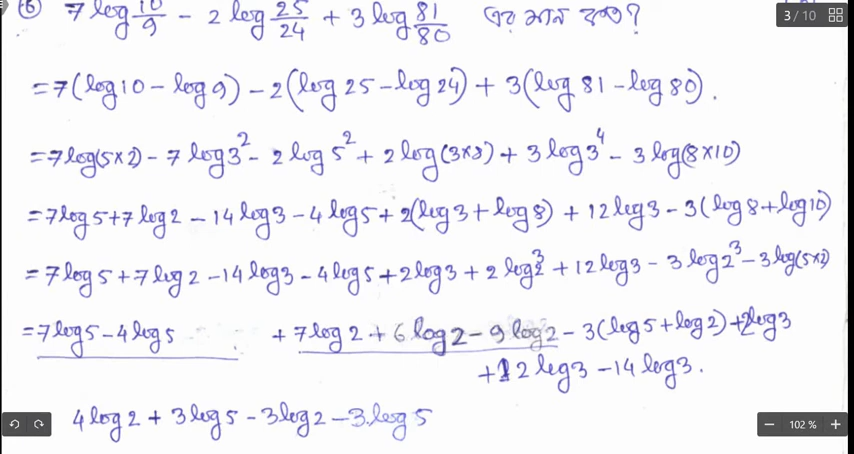 ⑥ 7 log 10/9 - 2 log 25/24 + 3 log 81/80 এর মান কত?
3 / 10
= 7(log 10 - log 9) - 2(log 25 - log 24) + 3(log 81 - log 80).
= 7 log(5×2) - 7 log 3² - 2 log 5² + 2 log(3×8) + 3 log 3⁴ - 3 log(8×10)
= 7 log 5 + 7 log 2 - 14 log 3 - 4 log 5 + 2(log 3 + log 8) + 12 log 3 - 3(log 8 + log 10)
= 7 log 5 + 7 log 2 - 14 log 3 - 4 log 5 + 2 log 3 + 2 log 2³ + 12 log 3 - 3 log 2³ - 3 log(5×2)
= 7 log 5 - 4 log 5 + 7 log 2 + 6 log 2 - 9 log 2 - 3(log 5 + log 2) + 2 log 3
+ 12 log 3 - 14 log 3.
4 log 2 + 3 log 5 - 3 log 2 - 3. log 5
102 %